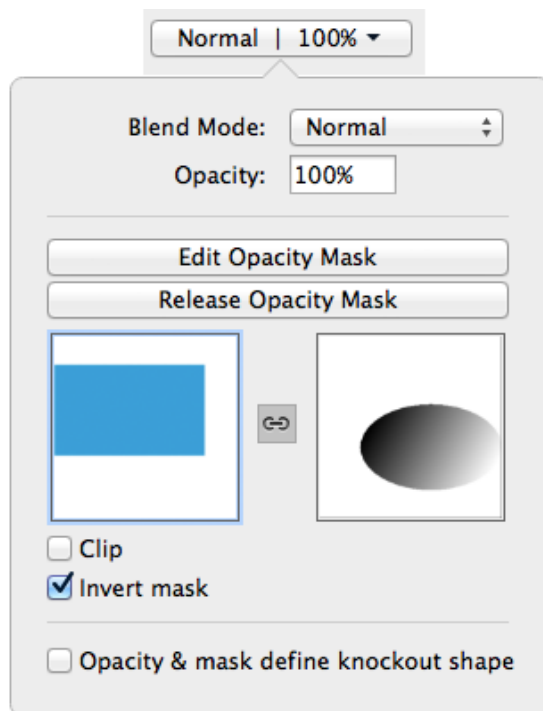 Normal | 100%
Blend Mode: Normal
Opacity: 100%
Edit Opacity Mask
Release Opacity Mask
Clip
Invert mask
Opacity & mask define knockout shape